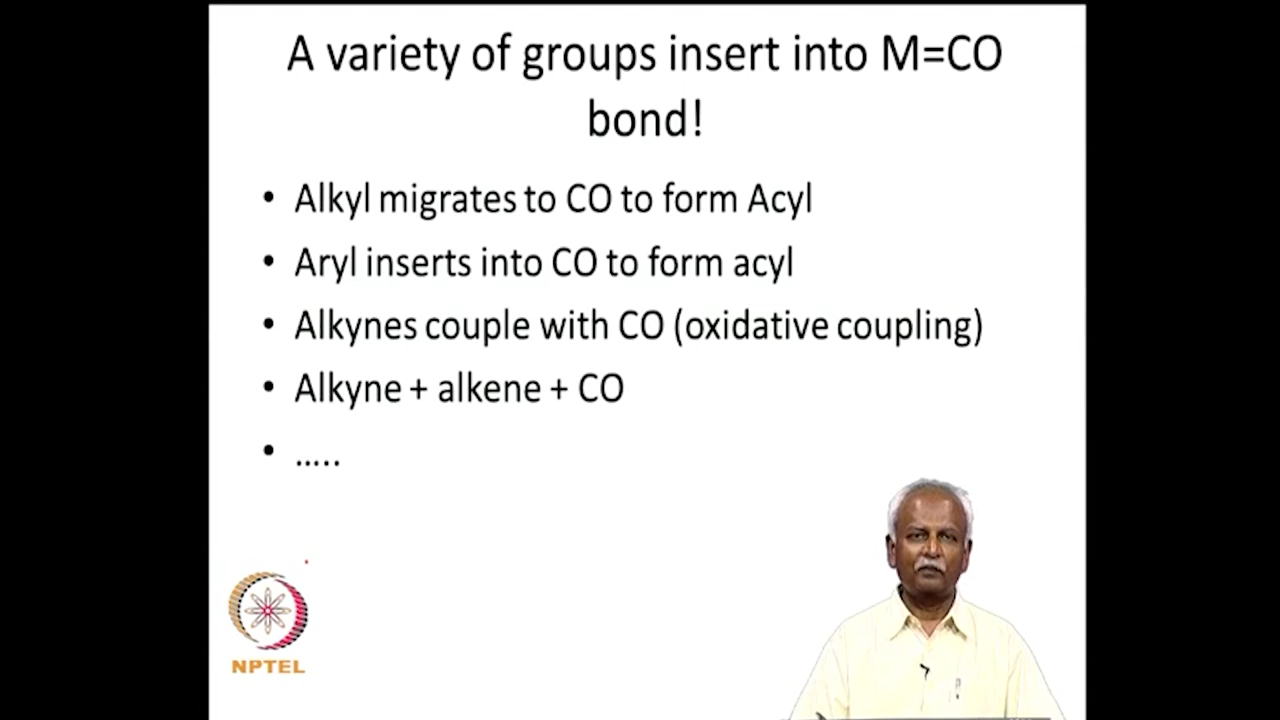 A variety of groups insert into M=CO
bond!
• Alkyl migrates to CO to form Acyl
• Aryl inserts into CO to form acyl
• Alkynes couple with CO (oxidative coupling)
• Alkyne + alkene + CO
• …..
NPTEL